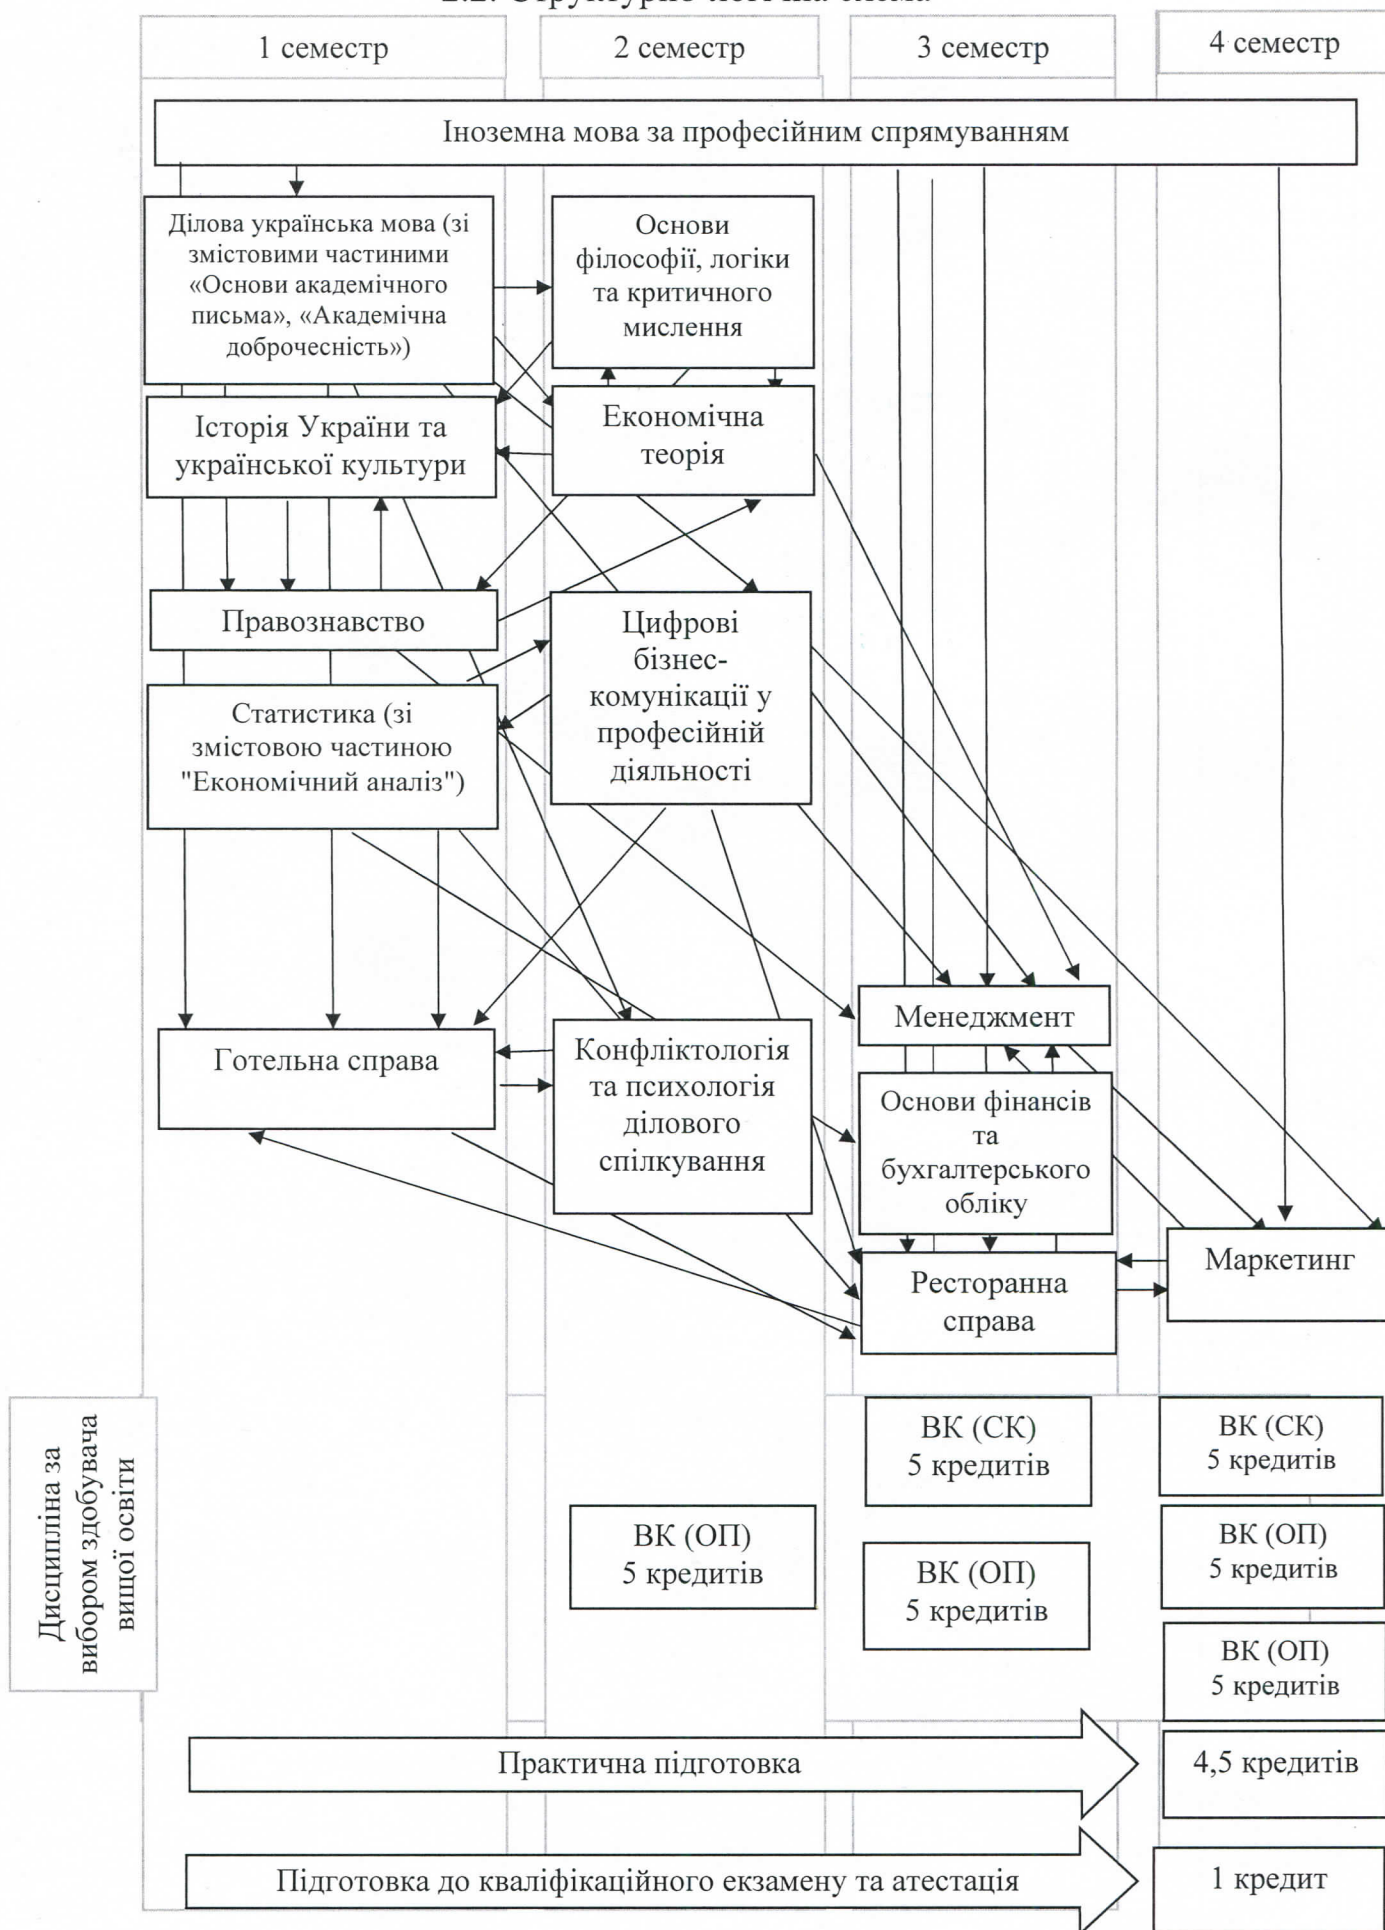 1 семестр
2 семестр
3 семестр
4 семестр
Іноземна мова за професійним спрямуванням
Ділова українська мова (зі
змістовими частиними
«Основи академічного
письма», «Академічна
доброчесність»)
Основи
філософії, логіки
та критичного
мислення
Історія України та
української культури
Економічна
теорія
Правознавство
Цифрові
бізнес-
комунікації у
професійній
діяльності
Статистика (зі
змістовою частиною
"Економічний аналіз")
Менеджмент
Готельна справа
Конфліктологія
та психологія
ділового
спілкування
Основи фінансів
та
бухгалтерського
обліку
Ресторанна
справа
Маркетинг
Дисципліна за
вибором здобувача
вищої освіти
ВК (СК)
5 кредитів
ВК (СК)
5 кредитів
ВК (ОП)
5 кредитів
ВК (ОП)
5 кредитів
ВК (ОП)
5 кредитів
ВК (ОП)
5 кредитів
Практична підготовка
4,5 кредитів
Підготовка до кваліфікаційного екзамену та атестація
1 кредит